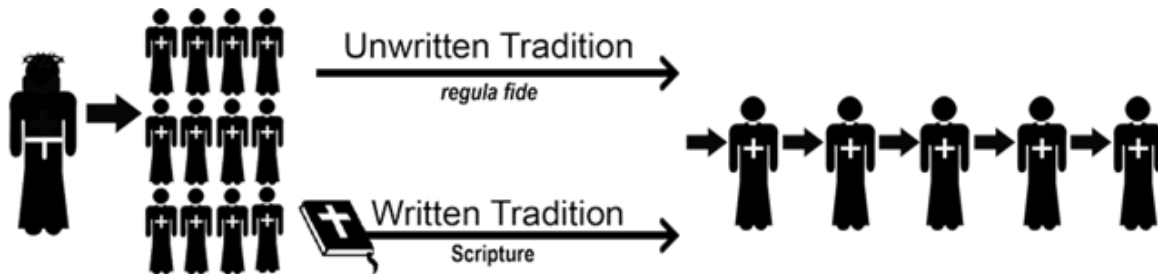 Unwritten Tradition
regula fide
Written Tradition
Scripture